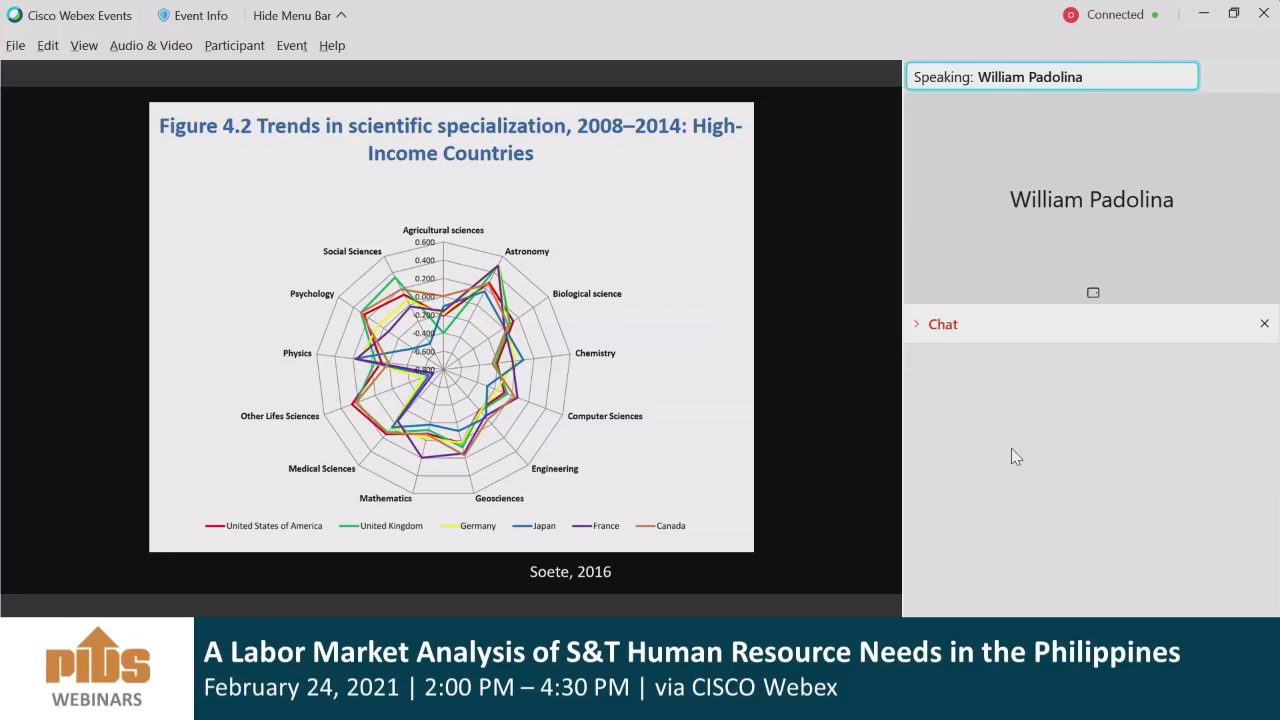 Cisco Webex Events
Event Info
Hide Menu Bar
Connected
File Edit View Audio & Video Participant Event Help
Speaking: William Padolina
William Padolina
Chat
Figure 4.2 Trends in scientific specialization, 2008–2014: High-
Income Countries
Agricultural sciences
Astronomy
Biological science
Chemistry
Computer Sciences
Engineering
Geosciences
Mathematics
Medical Sciences
Other Lifes Sciences
Physics
Psychology
Social Sciences
0.600
0.400
0.200
0.000
-0.200
-0.400
-0.600
-0.800
United States of America
United Kingdom
Germany
Japan
France
Canada
Soete, 2016
PIDS
WEBINARS
A Labor Market Analysis of S&T Human Resource Needs in the Philippines
February 24, 2021 | 2:00 PM – 4:30 PM | via CISCO Webex